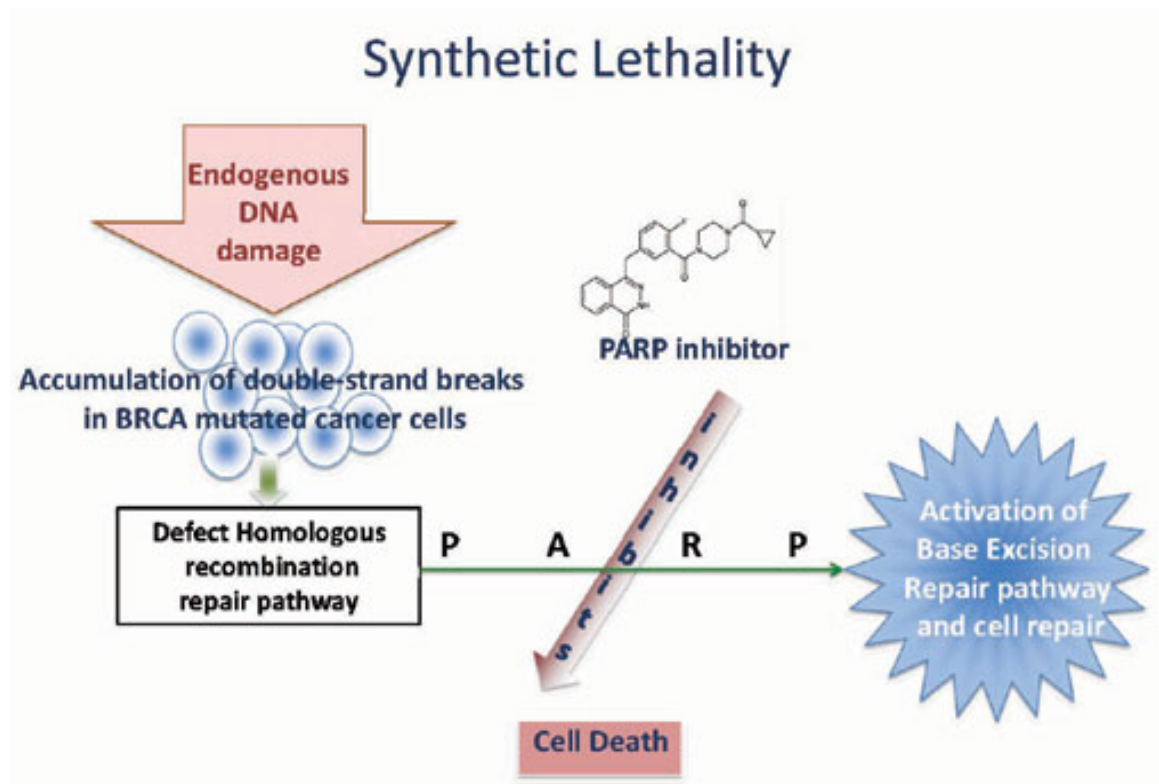 Synthetic Lethality
Endogenous
DNA
damage
Accumulation of double-strand breaks
in BRCA mutated cancer cells
Defect Homologous
recombination
repair pathway
PARP inhibitor
inhibits
P A R P
Activation of
Base Excision
Repair pathway
and cell repair
Cell Death